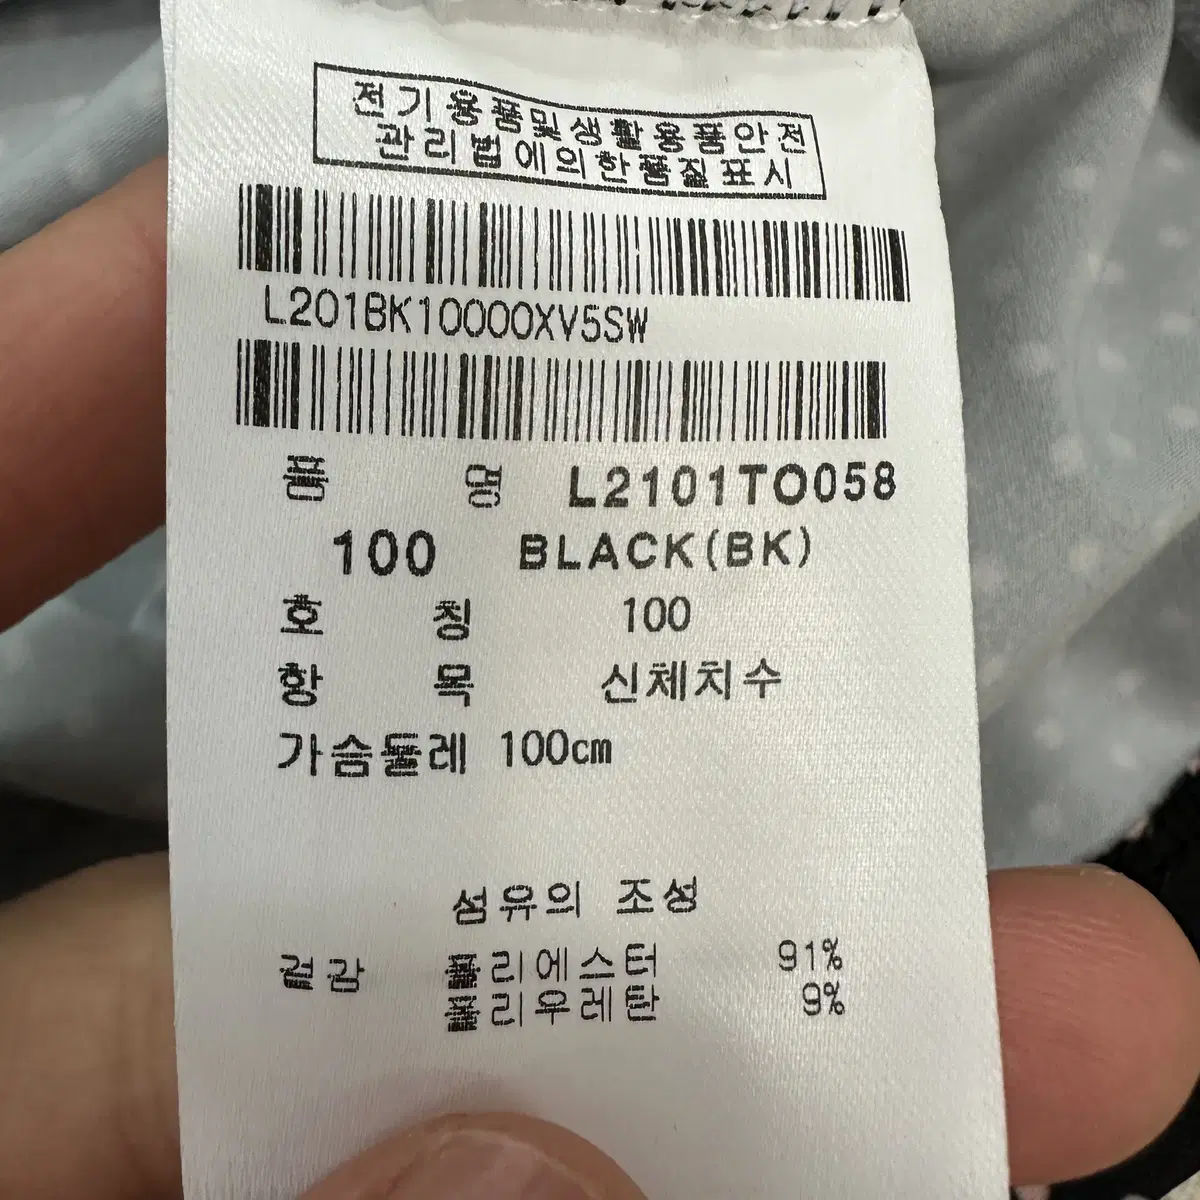 전기용품및생활용품안전
관리법에의한품질표시
L201BK10000XV5SW
품 명 L2101TO058
100 BLACK(BK)
호 칭 100
항 목 신체치수
가슴둘레 100cm
섬유의 조성
겉감 폴리에스터 91%
폴리우레탄 9%